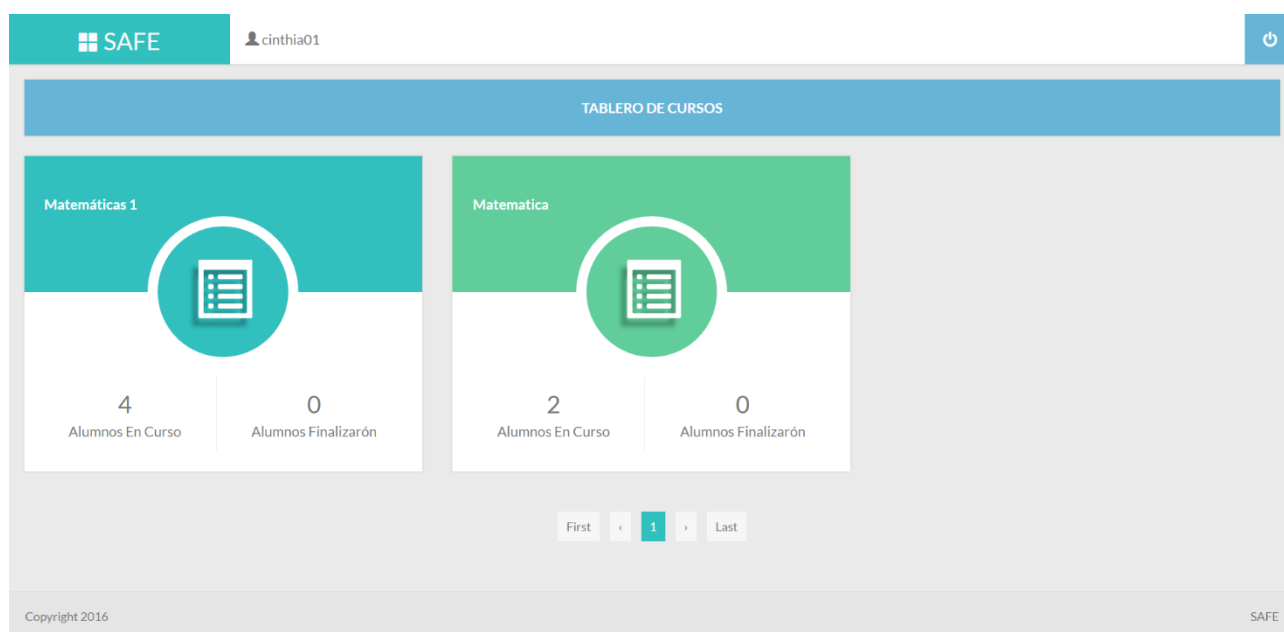 SAFE
cinthia01
TABLERO DE CURSOS
Matemáticas 1
4
Alumnos En Curso
0
Alumnos Finalizarón
Matematica
2
Alumnos En Curso
0
Alumnos Finalizarón
First ‹ 1 › Last
Copyright 2016
SAFE